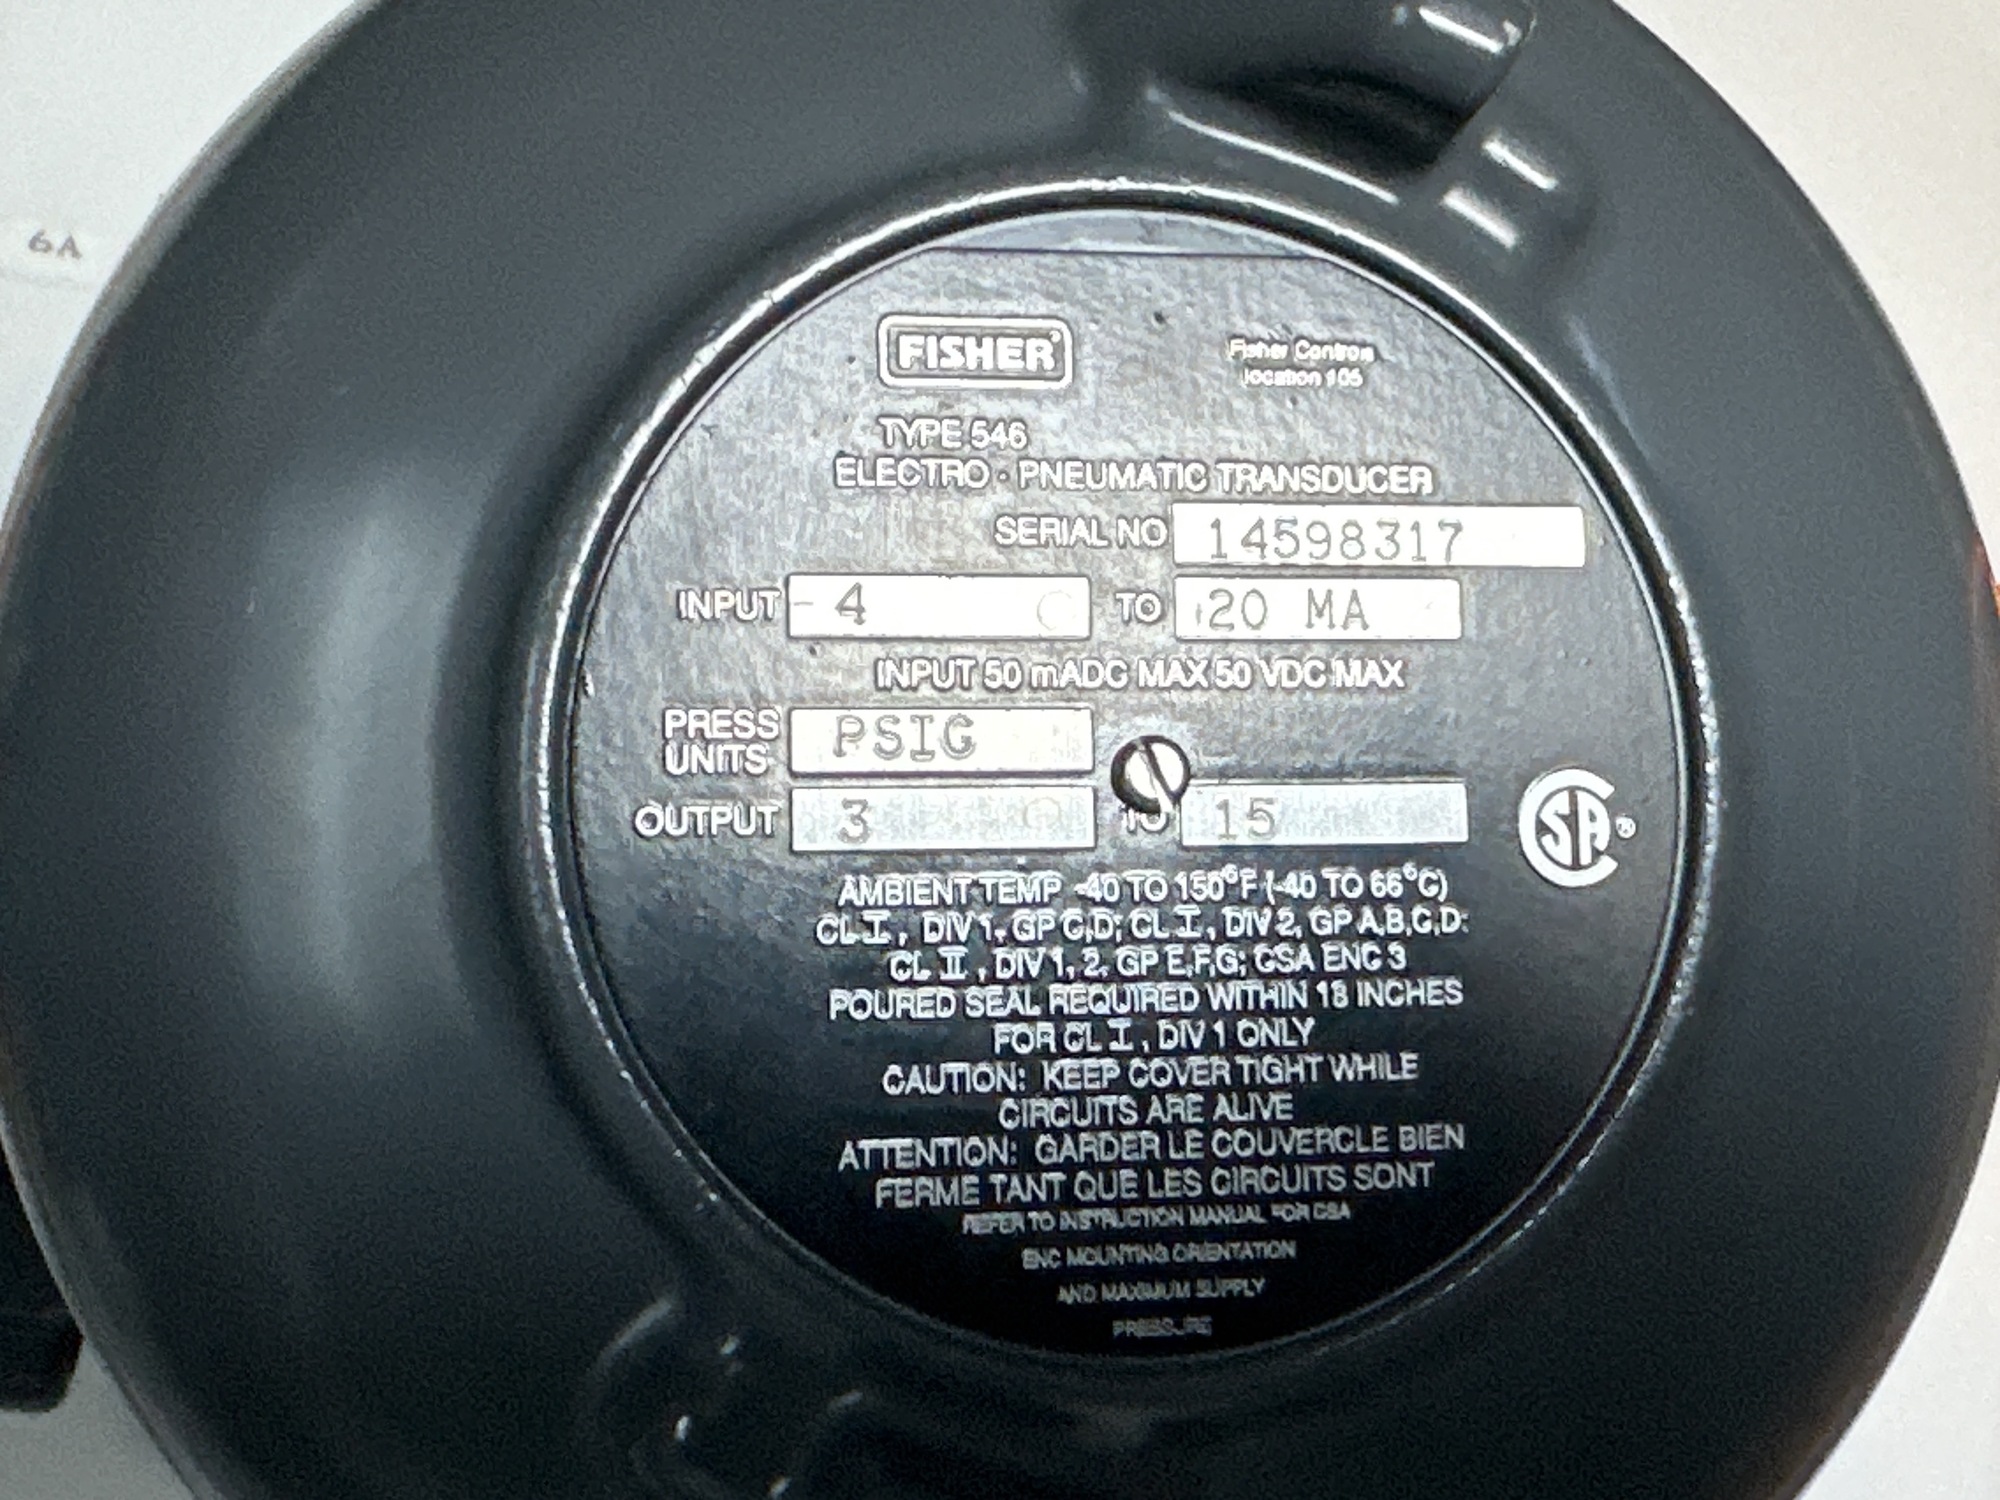 6A
FISHER
Fisher Controls
location 105
TYPE 546
ELECTRO - PNEUMATIC TRANSDUCER
SERIAL NO 14598317
INPUT - 4 TO 20 MA
INPUT 50 mADC MAX 50 VDC MAX
PRESS UNITS PSIG
OUTPUT 3 TO 15
CSA®
AMBIENT TEMP -40 TO 150°F (-40 TO 66°C)
CL I, DIV 1, GP C,D; CL I, DIV 2, GP A,B,C,D:
CL II, DIV 1, 2, GP E,F,G; CSA ENC 3
POURED SEAL REQUIRED WITHIN 18 INCHES
FOR CL I, DIV 1 ONLY
CAUTION: KEEP COVER TIGHT WHILE
CIRCUITS ARE ALIVE
ATTENTION: GARDER LE COUVERCLE BIEN
FERME TANT QUE LES CIRCUITS SONT
REFER TO INSTRUCTION MANUAL FOR CSA
ENC MOUNTING ORIENTATION
AND MAXIMUM SUPPLY
PRESSURE